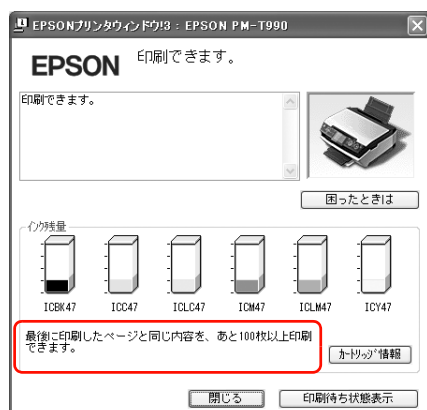 EPSONプリンタウィンドウ!3 : EPSON PM-T990
EPSON
印刷できます。
印刷できます。
困ったときは
インク残量
ICBK47 ICC47 ICLC47 ICM47 ICLM47 ICY47
最後に印刷したページと同じ内容を、あと100枚以上印刷
できます。
カートリッジ情報
閉じる 印刷待ち状態表示